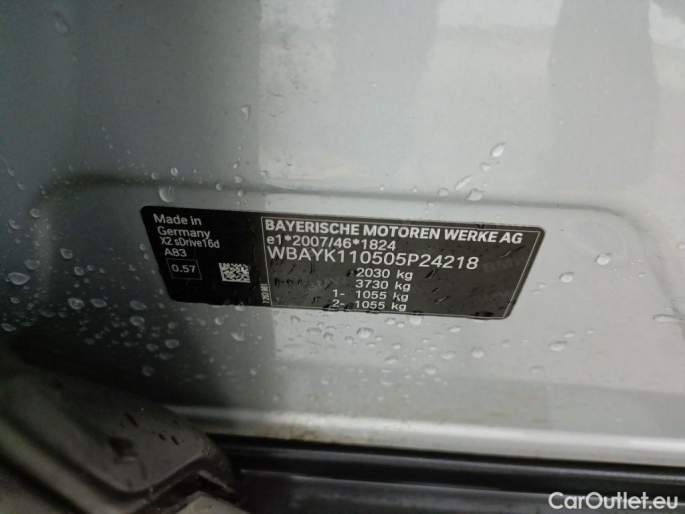 Made in
Germany
X2 sDrive16d
A83
0.57
BAYERISCHE MOTOREN WERKE AG
e1*2007/46*1824
WBAYK110505P24218
2030 kg
3730 kg
1- 1055 kg
2- 1055 kg
CarOutlet.eu